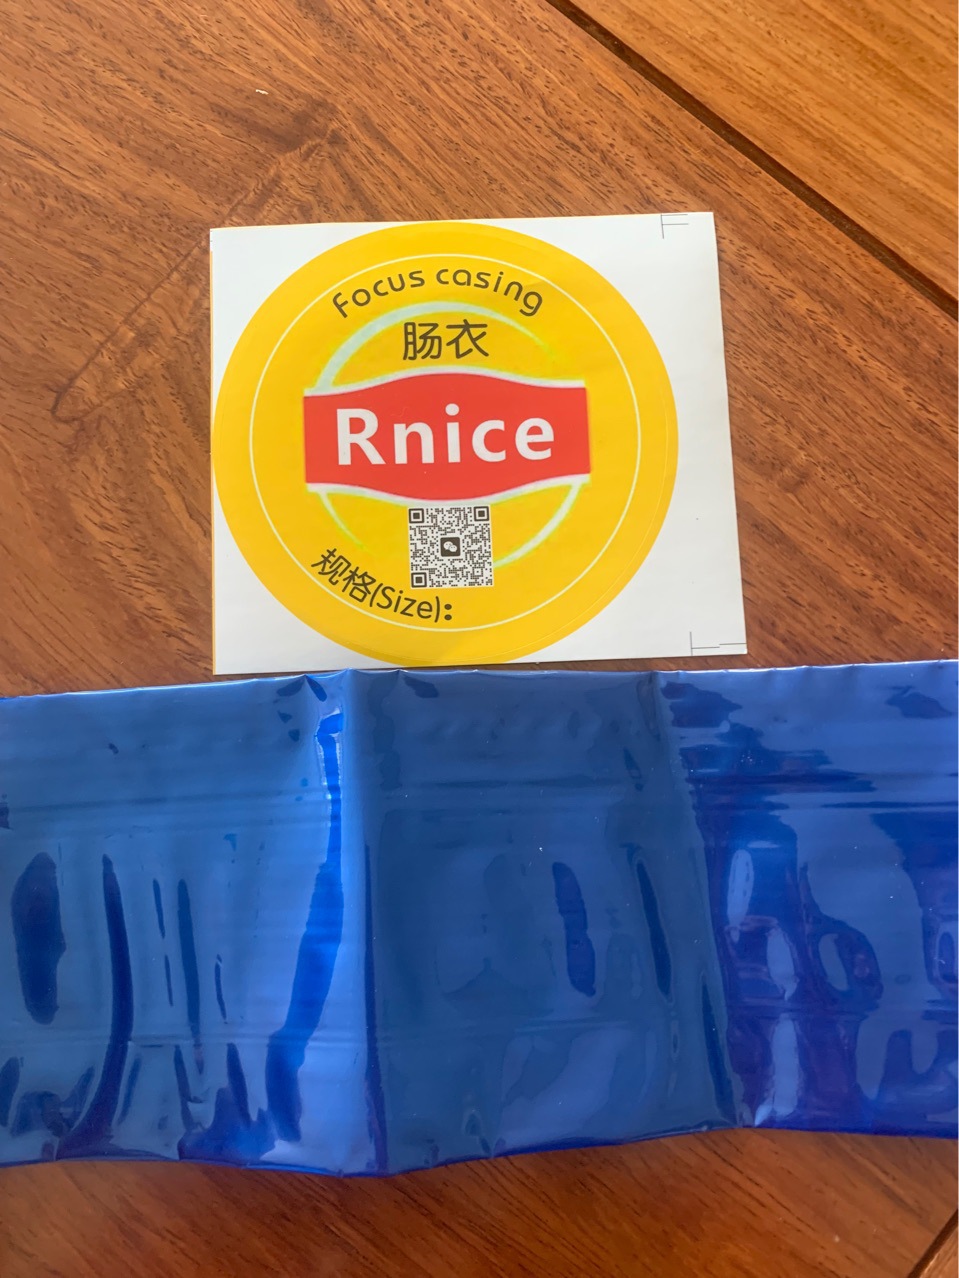 Focus casing
肠衣
Rnice
规格(Size):